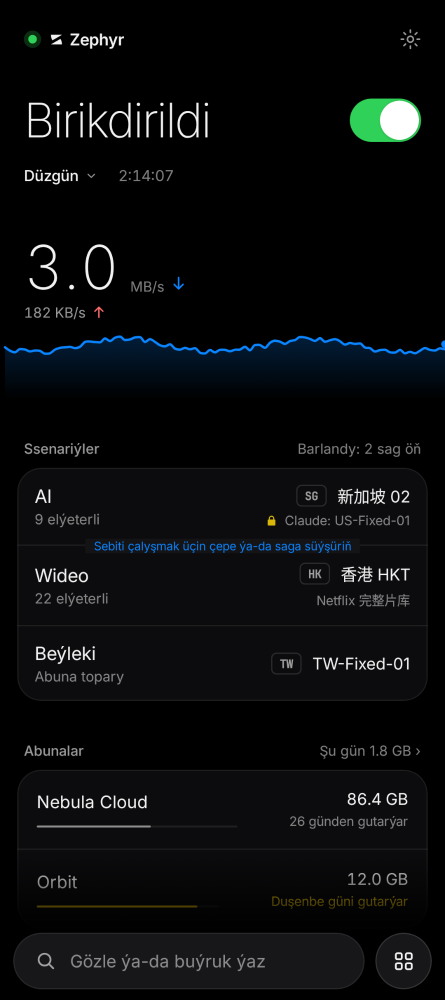 Zephyr
Birikdirildi
Düzgün
2:14:07
3.0 MB/s ↓
182 KB/s ↑
Ssenariýler
Barlandy: 2 sag öň
AI
SG 新加坡 02
9 elýeterli
Claude: US-Fixed-01
Sebiti çalyşmak üçin çepe ýa-da saga süýşüriň
Wideo
HK 香港 HKT
22 elýeterli
Netflix 完整片库
Beýleki
TW TW-Fixed-01
Abuna topary
Abunalar
Şu gün 1.8 GB ›
Nebula Cloud
86.4 GB
26 günden gutarýar
Orbit
12.0 GB
Duşenbe güni gutarýar
Gözle ýa-da buýruk ýaz